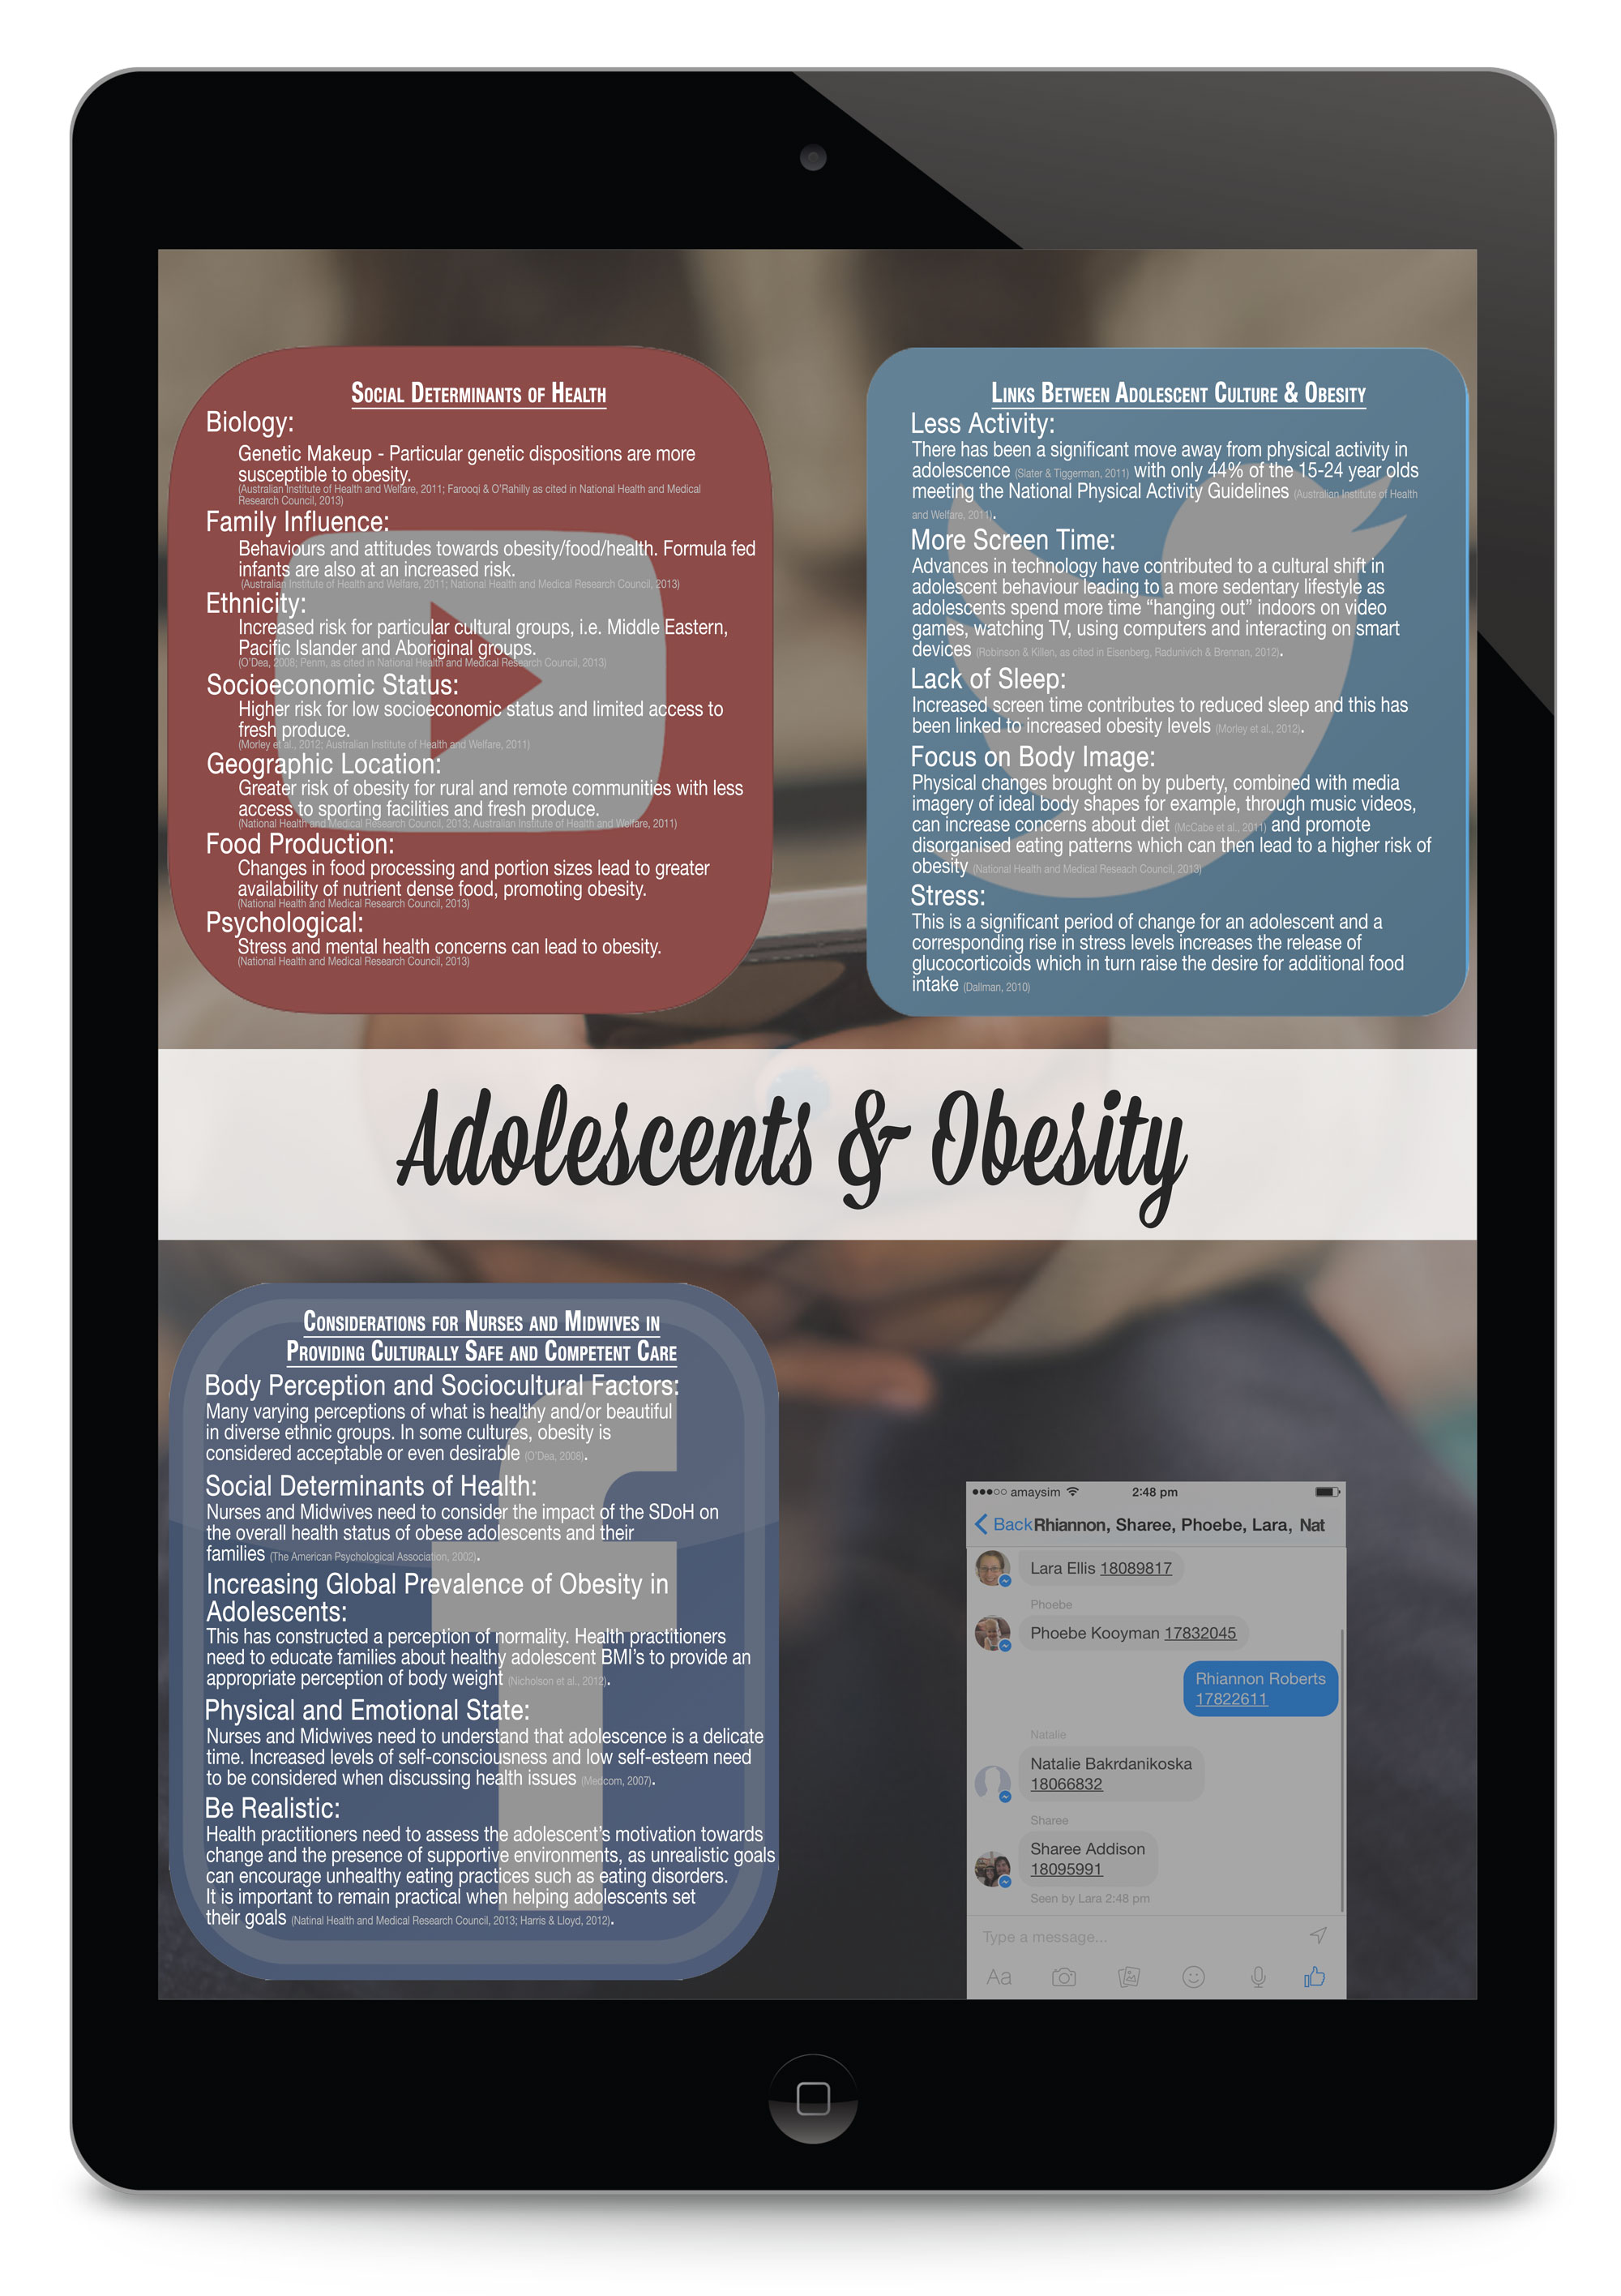 Social Determinants of Health
Biology:
Genetic Makeup - Particular genetic dispositions are more
susceptible to obesity.
(Australian Institute of Health and Welfare, 2011; Farooqi & O'Rahilly as cited in National Health and Medical
Research Council, 2013)
Family Influence:
Behaviours and attitudes towards obesity/food/health. Formula fed
infants are also at an increased risk.
(Australian Institute of Health and Welfare, 2011; National Health and Medical Research Council, 2013)
Ethnicity:
Increased risk for particular cultural groups, i.e. Middle Eastern,
Pacific Islander and Aboriginal groups.
(O'Dea, 2008; Penm, as cited in National Health and Medical Research Council, 2013)
Socioeconomic Status:
Higher risk for low socioeconomic status and limited access to
fresh produce.
(Morley et al., 2012; Australian Institute of Health and Welfare, 2011)
Geographic Location:
Greater risk of obesity for rural and remote communities with less
access to sporting facilities and fresh produce.
(National Health and Medical Research Council, 2013; Australian Institute of Health and Welfare, 2011)
Food Production:
Changes in food processing and portion sizes lead to greater
availability of nutrient dense food, promoting obesity.
(National Health and Medical Research Council, 2013)
Psychological:
Stress and mental health concerns can lead to obesity.
(National Health and Medical Research Council, 2013)
Links Between Adolescent Culture & Obesity
Less Activity:
There has been a significant move away from physical activity in
adolescence (Slater & Tiggerman, 2011) with only 44% of the 15-24 year olds
meeting the National Physical Activity Guidelines (Australian Institute of Health
and Welfare, 2011).
More Screen Time:
Advances in technology have contributed to a cultural shift in
adolescent behaviour leading to a more sedentary lifestyle as
adolescents spend more time "hanging out" indoors on video
games, watching TV, using computers and interacting on smart
devices (Robinson & Killen, as cited in Eisenberg, Radunivich & Brennan, 2012).
Lack of Sleep:
Increased screen time contributes to reduced sleep and this has
been linked to increased obesity levels (Morley et al., 2012).
Focus on Body Image:
Physical changes brought on by puberty, combined with media
imagery of ideal body shapes for example, through music videos,
can increase concerns about diet (McCabe et al., 2011) and promote
disorganised eating patterns which can then lead to a higher risk of
obesity (National Health and Medical Reseach Council, 2013)
Stress:
This is a significant period of change for an adolescent and a
corresponding rise in stress levels increases the release of
glucocorticoids which in turn raise the desire for additional food
intake (Dallman, 2010)
Adolescents & Obesity
Considerations for Nurses and Midwives in
Providing Culturally Safe and Competent Care
Body Perception and Sociocultural Factors:
Many varying perceptions of what is healthy and/or beautiful
in diverse ethnic groups. In some cultures, obesity is
considered acceptable or even desirable (O'Dea, 2008).
Social Determinants of Health:
Nurses and Midwives need to consider the impact of the SDoH on
the overall health status of obese adolescents and their
families (The American Psychological Association, 2002).
Increasing Global Prevalence of Obesity in
Adolescents:
This has constructed a perception of normality. Health practitioners
need to educate families about healthy adolescent BMI's to provide an
appropriate perception of body weight (Nicholson et al., 2012).
Physical and Emotional State:
Nurses and Midwives need to understand that adolescence is a delicate
time. Increased levels of self-consciousness and low self-esteem need
to be considered when discussing health issues (Medcom, 2007).
Be Realistic:
Health practitioners need to assess the adolescent's motivation towards
change and the presence of supportive environments, as unrealistic goals
can encourage unhealthy eating practices such as eating disorders.
It is important to remain practical when helping adolescents set
their goals (Natinal Health and Medical Research Council, 2013; Harris & Lloyd, 2012).
amaysim 2:48 pm
Back Rhiannon, Sharee, Phoebe, Lara, Nat
Lara Ellis 18089817
Phoebe
Phoebe Kooyman 17832045
Rhiannon Roberts
17822611
Natalie
Natalie Bakrdanikoska
18066832
Sharee
Sharee Addison
18095991
Seen by Lara 2:48 pm
Type a message...
Aa